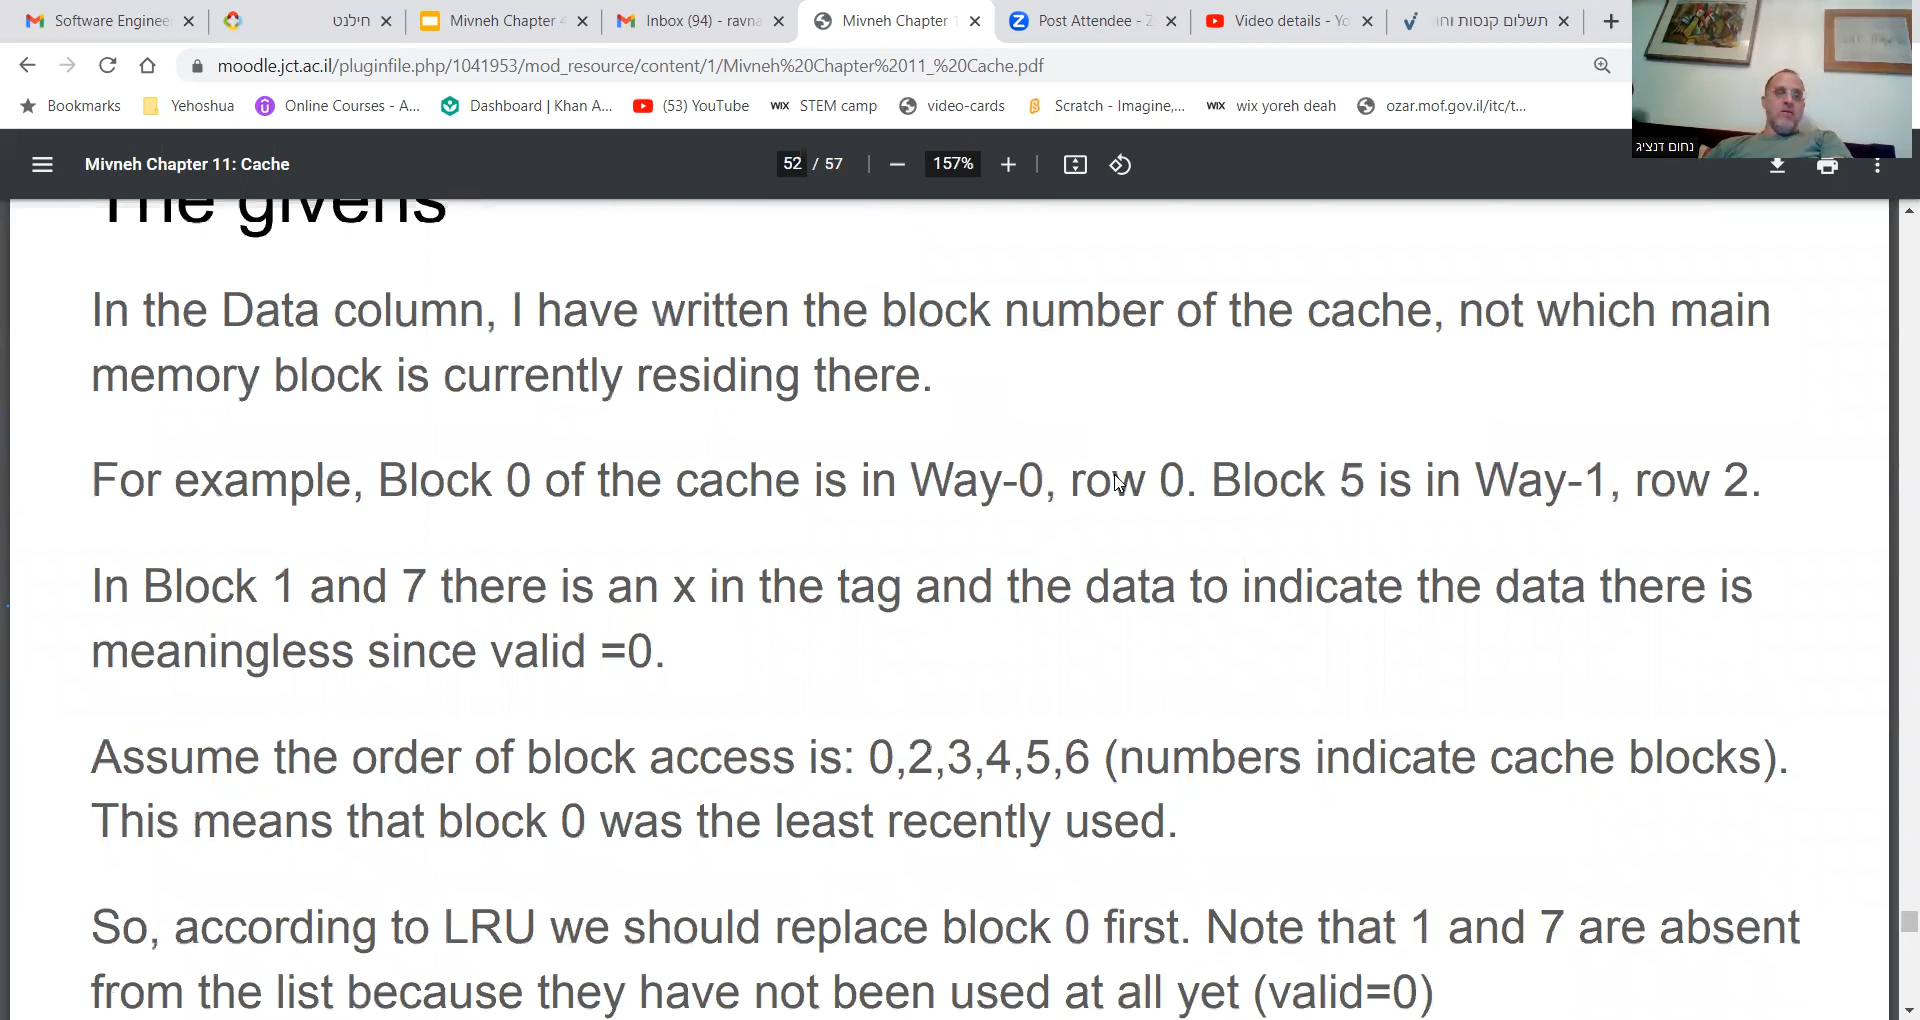 Software Enginee
חילנט
Mivneh Chapter
Inbox (94) - ravna
Mivneh Chapter
Post Attendee - Z
Video details - Yo
תשלום קנסות וחו
moodle.jct.ac.il/pluginfile.php/1041953/mod_resource/content/1/Mivneh%20Chapter%2011_%20Cache.pdf
Bookmarks
Yehoshua
Online Courses - A...
Dashboard | Khan A...
(53) YouTube
WIX STEM camp
video-cards
Scratch - Imagine,...
WIX wix yoreh deah
ozar.mof.gov.il/itc/t...
נחום דנציג
Mivneh Chapter 11: Cache
52 / 57
157%
The givens
In the Data column, I have written the block number of the cache, not which main
memory block is currently residing there.
For example, Block 0 of the cache is in Way-0, row 0. Block 5 is in Way-1, row 2.
In Block 1 and 7 there is an x in the tag and the data to indicate the data there is
meaningless since valid =0.
Assume the order of block access is: 0,2,3,4,5,6 (numbers indicate cache blocks).
This means that block 0 was the least recently used.
So, according to LRU we should replace block 0 first. Note that 1 and 7 are absent
from the list because they have not been used at all yet (valid=0)